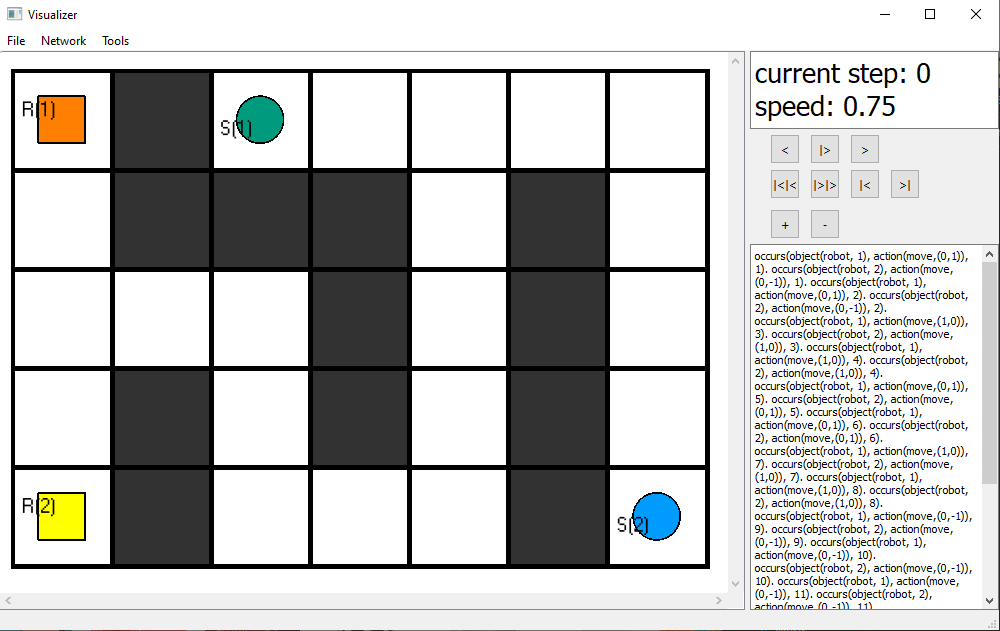 Visualizer
File Network Tools
R(1)
S(1)
R(2)
S(2)
current step: 0
speed: 0.75
< |> >
|<|< |>|> |< >|
+ -
occurs(object(robot, 1), action(move,(0,1)),
1). occurs(object(robot, 2), action(move,
(0,-1)), 1). occurs(object(robot, 1),
action(move,(0,1)), 2). occurs(object(robot,
2), action(move,(0,-1)), 2).
occurs(object(robot, 1), action(move,(1,0)),
3). occurs(object(robot, 2), action(move,
(1,0)), 3). occurs(object(robot, 1),
action(move,(1,0)), 4). occurs(object(robot,
2), action(move,(1,0)), 4).
occurs(object(robot, 1), action(move,(0,1)),
5). occurs(object(robot, 2), action(move,
(0,1)), 5). occurs(object(robot, 1),
action(move,(0,1)), 6). occurs(object(robot,
2), action(move,(0,1)), 6).
occurs(object(robot, 1), action(move,(1,0)),
7). occurs(object(robot, 2), action(move,
(1,0)), 7). occurs(object(robot, 1),
action(move,(1,0)), 8). occurs(object(robot,
2), action(move,(1,0)), 8).
occurs(object(robot, 1), action(move,(0,-1)),
9). occurs(object(robot, 2), action(move,
(0,-1)), 9). occurs(object(robot, 1),
action(move,(0,-1)), 10).
occurs(object(robot, 2), action(move,(0,-1)),
10). occurs(object(robot, 1), action(move,
(0,-1)), 11). occurs(object(robot, 2),
action(move,(0,-1)), 11).